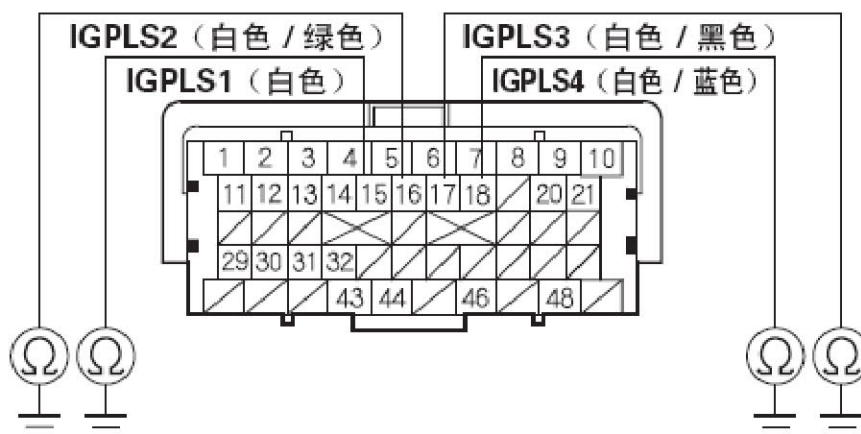 IGPLS2（白色 / 绿色） IGPLS3（白色 / 黑色）
IGPLS1（白色） IGPLS4（白色 / 蓝色）
1 2 3 4 5 6 7 8 9 10
11 12 13 14 15 16 17 18 20 21
29 30 31 32
43 44 46 48
Ω Ω Ω Ω